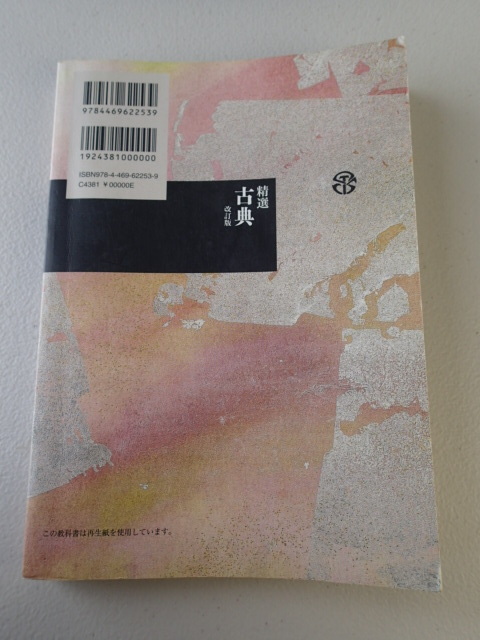 9784469622539
1924381000000
ISBN978-4-469-62253-9
C4381 ¥00000E
精選
古典
改訂版
この教科書は再生紙を使用しています。